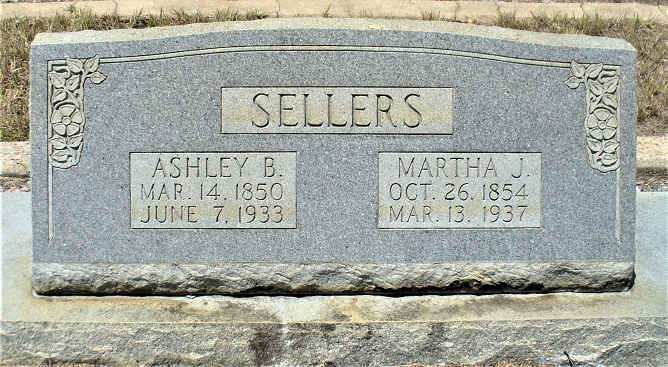 SELLERS
ASHLEY B.
MAR. 14, 1850
JUNE 7, 1933
MARTHA J.
OCT. 26, 1854
MAR. 13, 1937